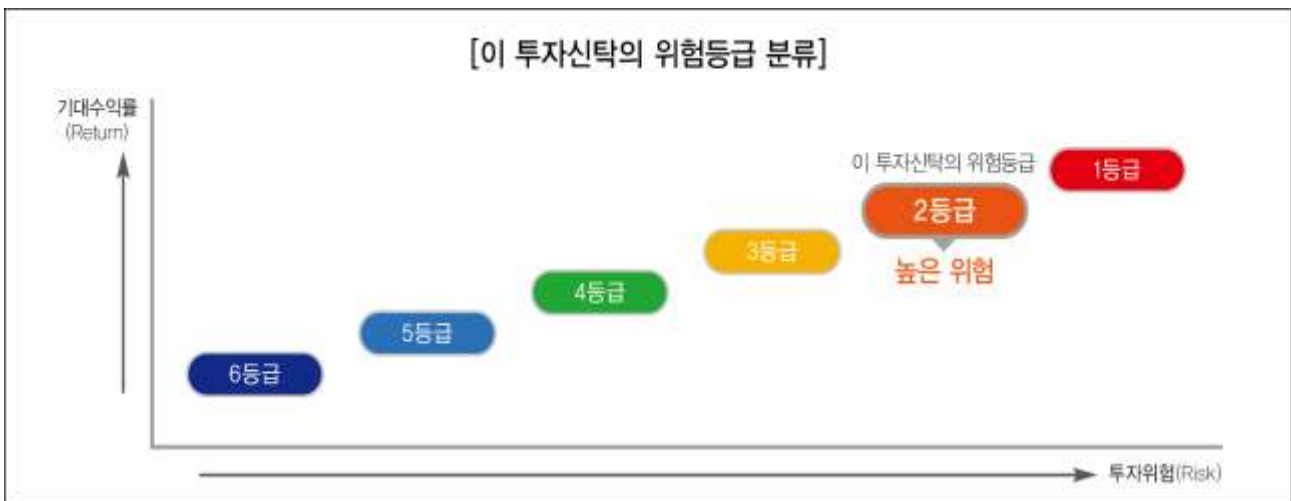 [이 투자신탁의 위험등급 분류]
기대수익률
(Return)
이 투자신탁의 위험등급
1등급
2등급
높은 위험
3등급
4등급
5등급
6등급
투자위험(Risk)